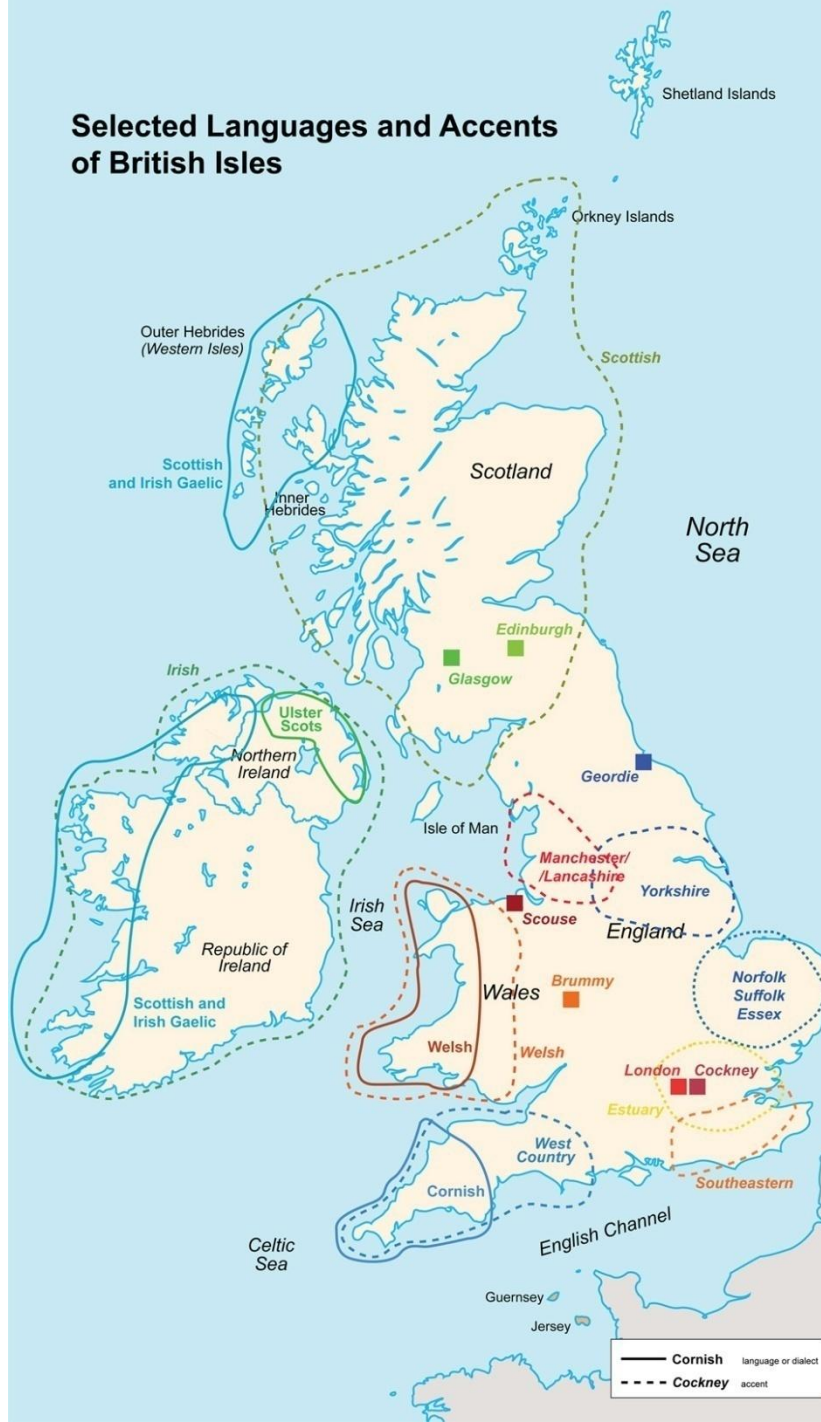 Selected Languages and Accents
of British Isles
Shetland Islands
Orkney Islands
Outer Hebrides
(Western Isles)
Scottish
Scottish
and Irish Gaelic
Scotland
Inner
Hebrides
North
Sea
Edinburgh
Glasgow
Irish
Ulster
Scots
Northern
Ireland
Geordie
Isle of Man
Manchester/
/Lancashire
Yorkshire
Irish
Sea
Scouse
England
Republic of
Ireland
Wales
Brummy
Norfolk
Suffolk
Essex
Scottish and
Irish Gaelic
Welsh
Welsh
London
Cockney
Estuary
West
Country
Cornish
Southeastern
Celtic
Sea
English Channel
Guernsey
Jersey
Cornish language or dialect
Cockney accent